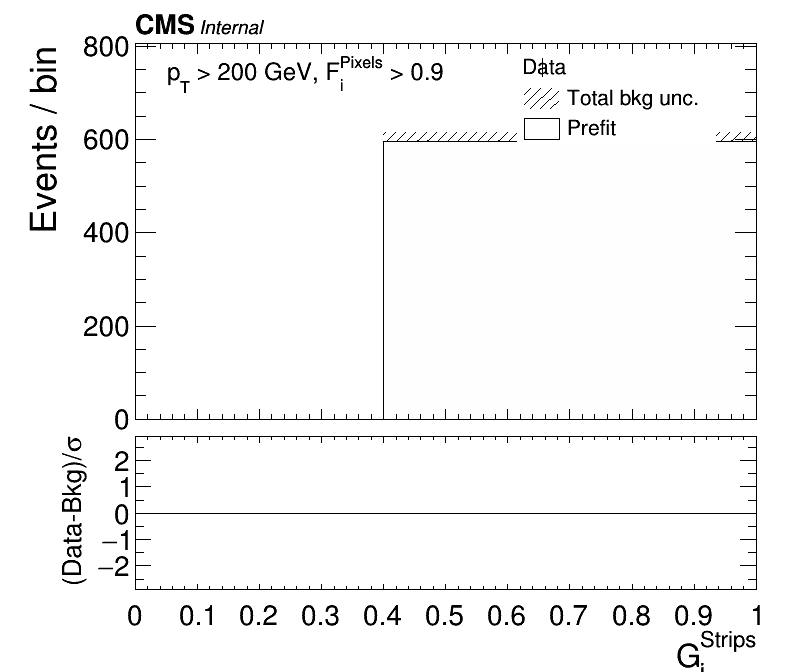 CMS Internal
Events / bin
800
600
400
200
0
p_T > 200 GeV, F_i^Pixels > 0.9
Data
Total bkg unc.
Prefit
(Data-Bkg)/σ
2
1
0
−1
−2
0 0.1 0.2 0.3 0.4 0.5 0.6 0.7 0.8 0.9 1
G_i^Strips